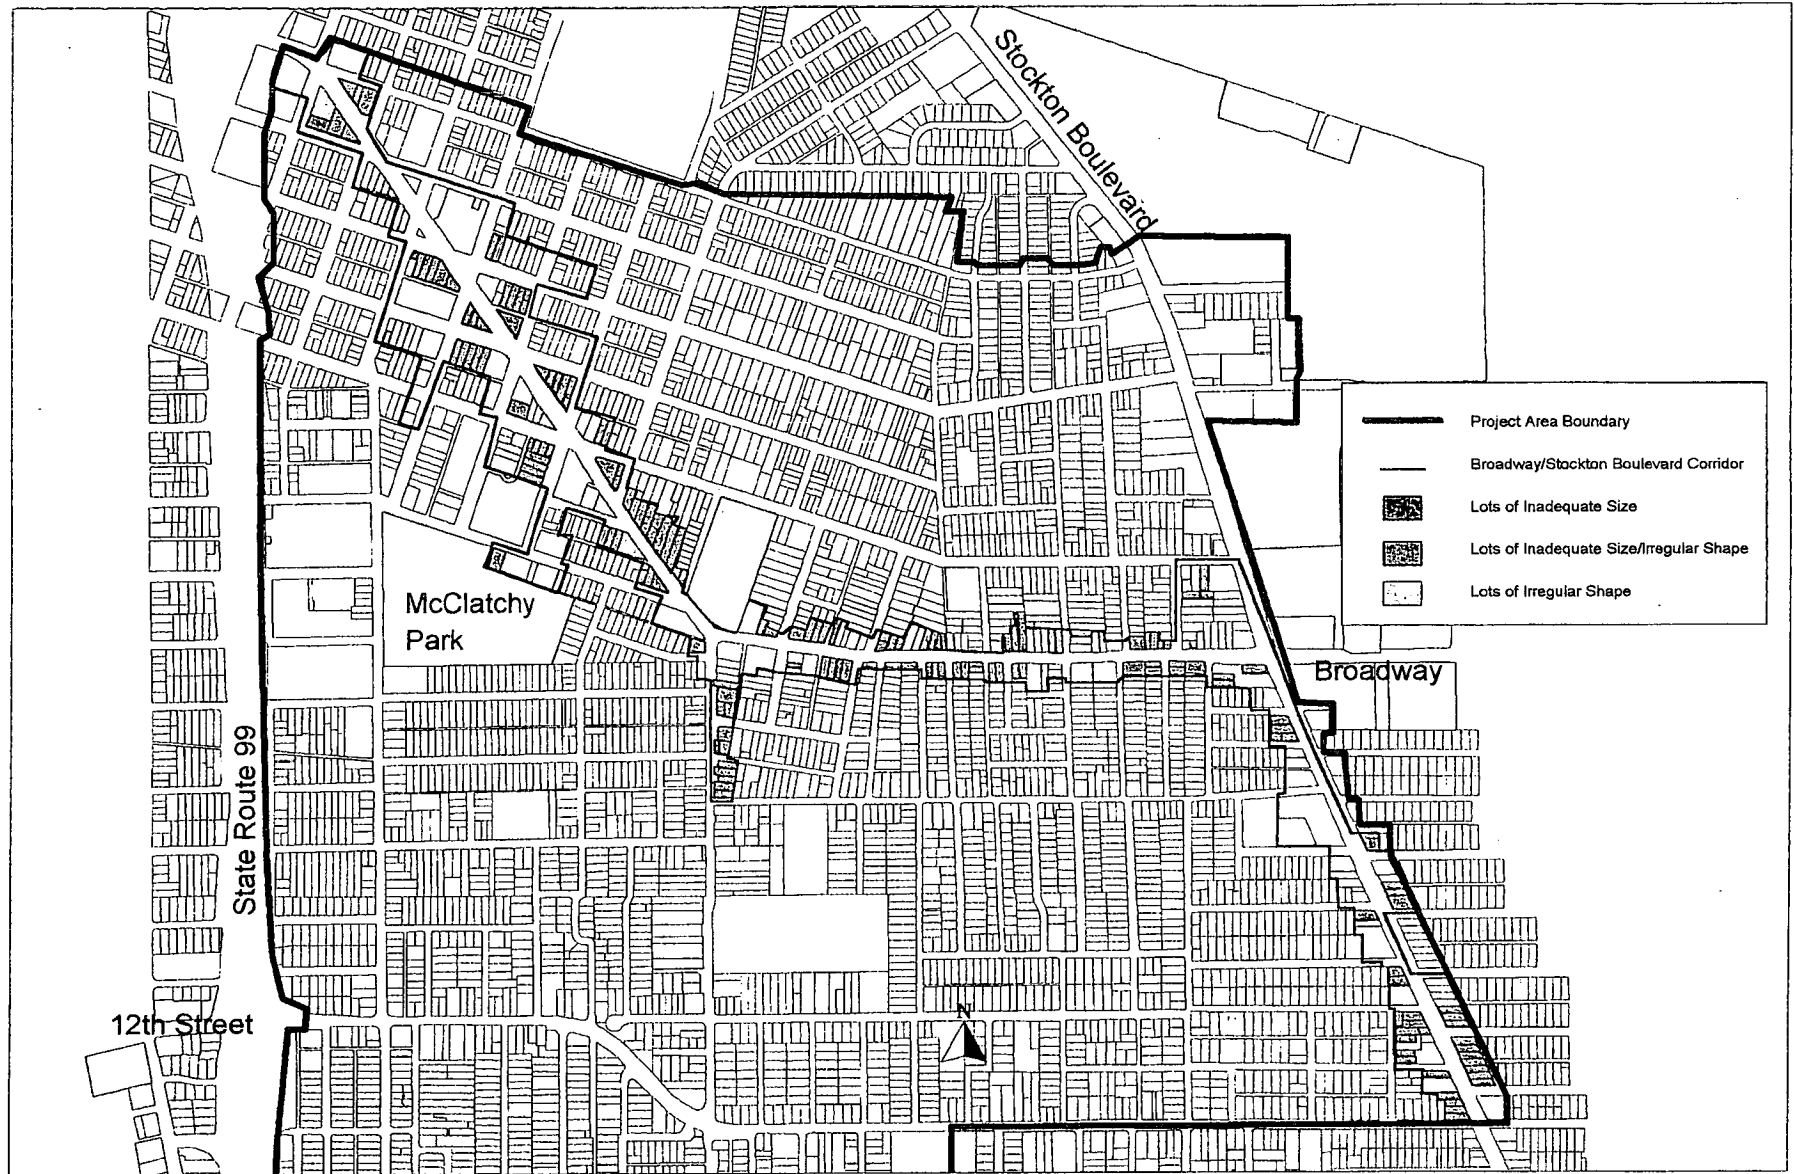 Stockton Boulevard
Project Area Boundary
Broadway/Stockton Boulevard Corridor
Lots of Inadequate Size
Lots of Inadequate Size/Irregular Shape
Lots of Irregular Shape
McClatchy
Park
Broadway
State Route 99
12th Street
N